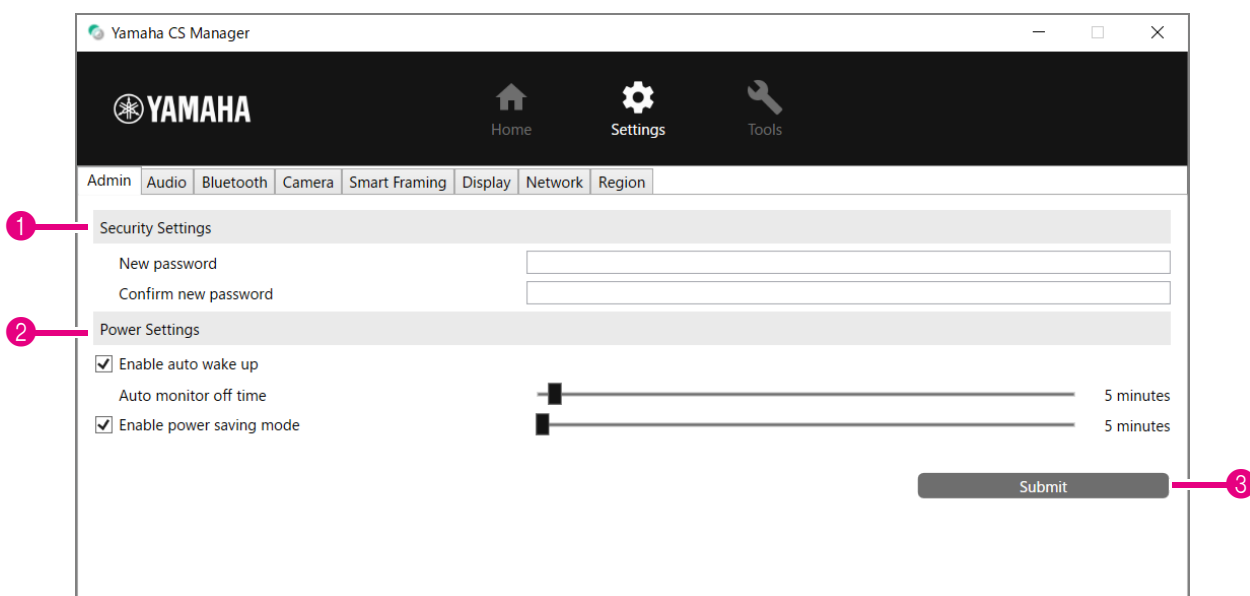 Yamaha CS Manager
YAMAHA
Home Settings Tools
Admin Audio Bluetooth Camera Smart Framing Display Network Region
1 Security Settings
New password
Confirm new password
2 Power Settings
Enable auto wake up
Auto monitor off time 5 minutes
Enable power saving mode 5 minutes
Submit 3